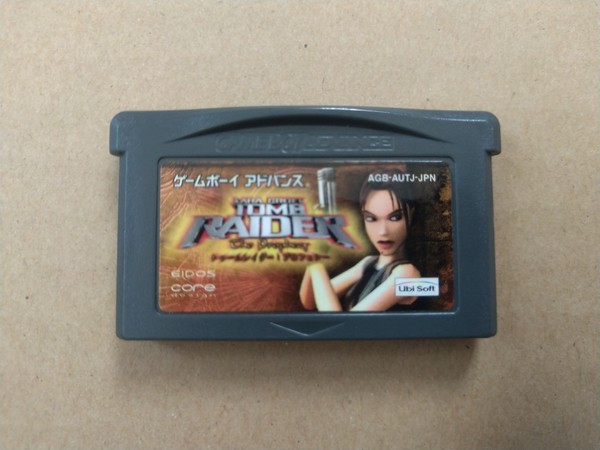 GAME BOY ADVANCE
ゲームボーイ アドバンス®
AGB-AUTJ-JPN
LARA CROFT
TOMB
RAIDER
The Prophecy
トゥームレイダー:プロフェシー
EIDOS
core
design
Ubi Soft